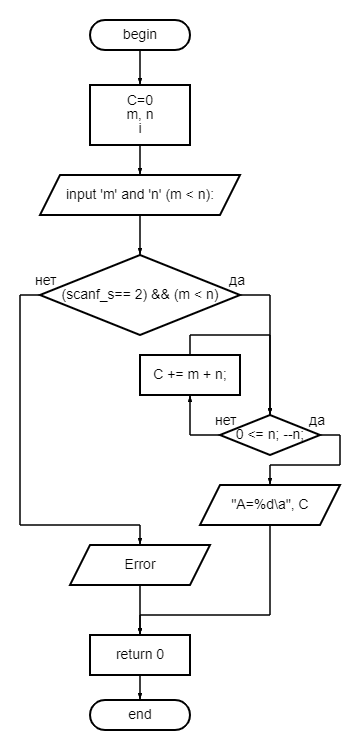 begin
C=0
m, n
i
input 'm' and 'n' (m < n):
нет
да
(scanf_s== 2) && (m < n)
C += m + n;
нет
да
0 <= n; --n;
"A=%d\a", C
Error
return 0
end